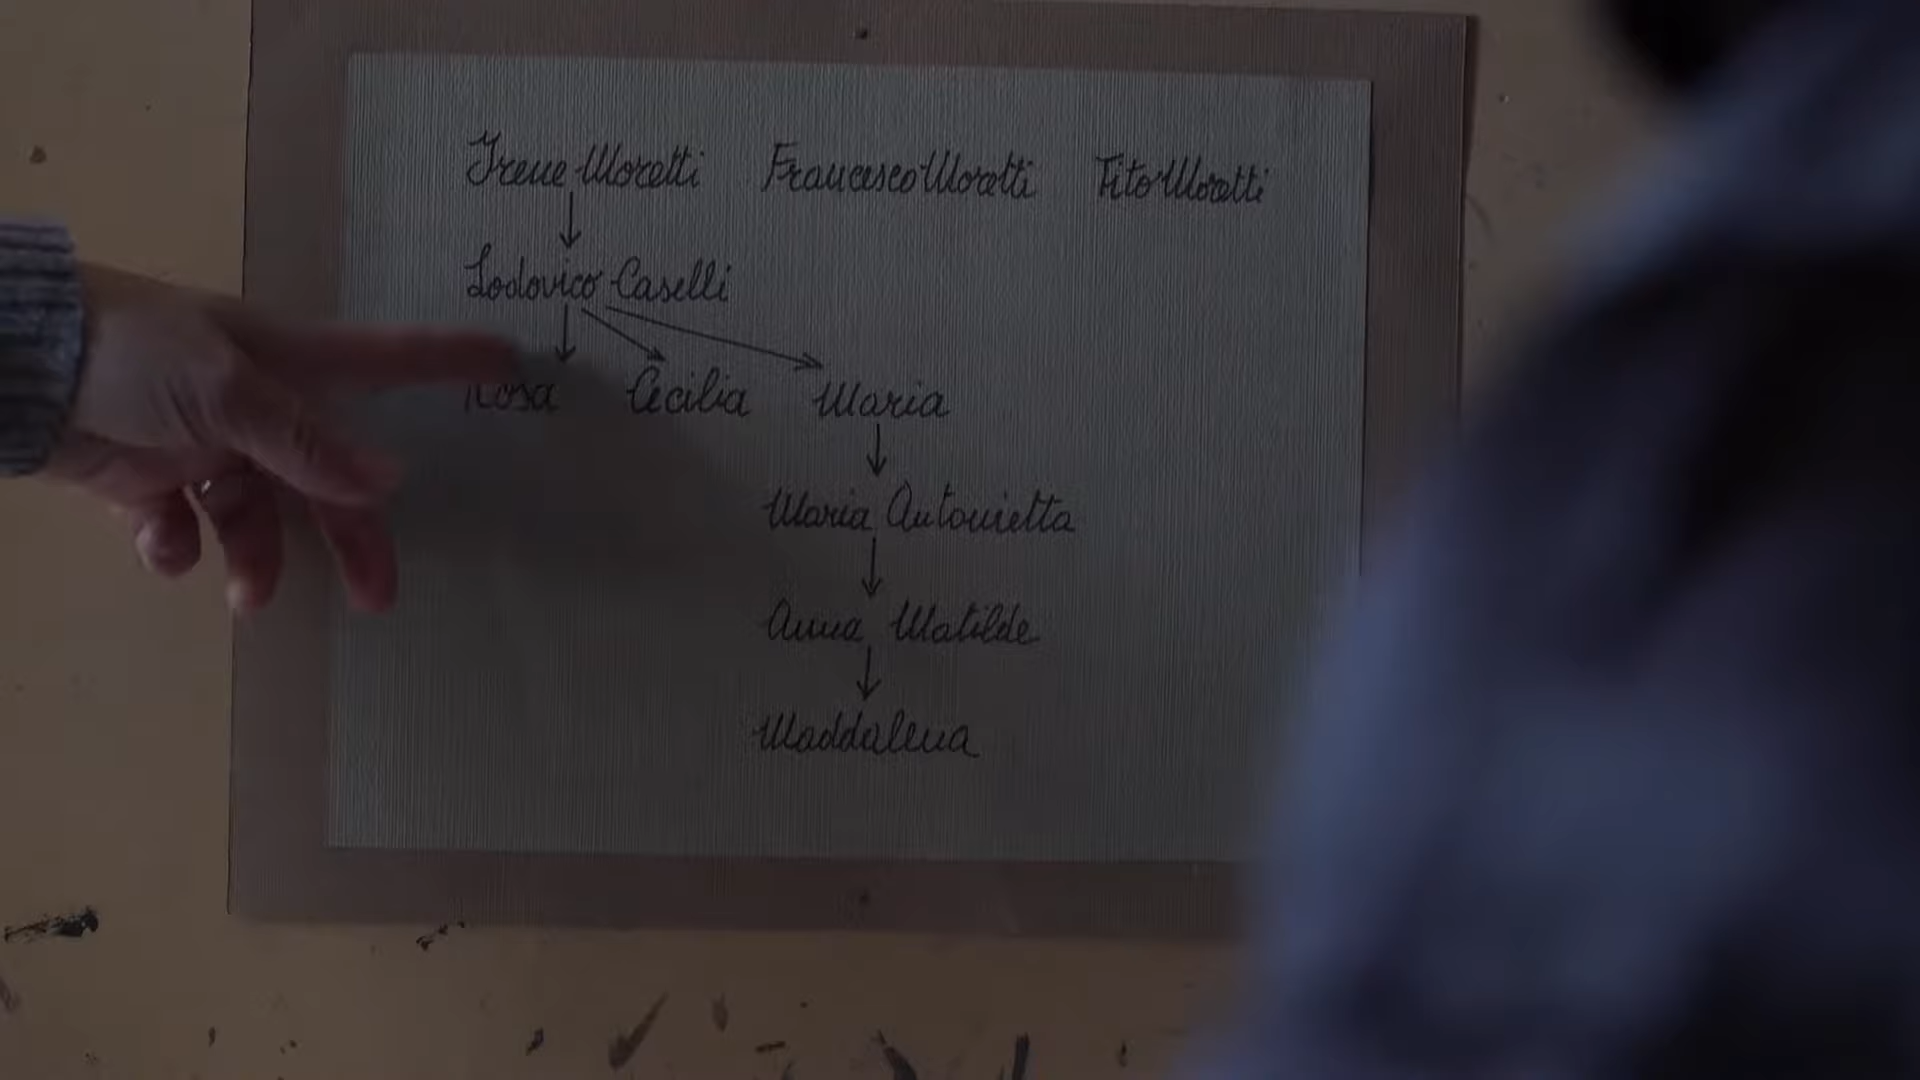 Irene Moretti Francesco Moretti Tito Moretti
Lodovico Caselli
Rosa Cecilia Maria
Maria Antonietta
Anna Matilde
Maddalena